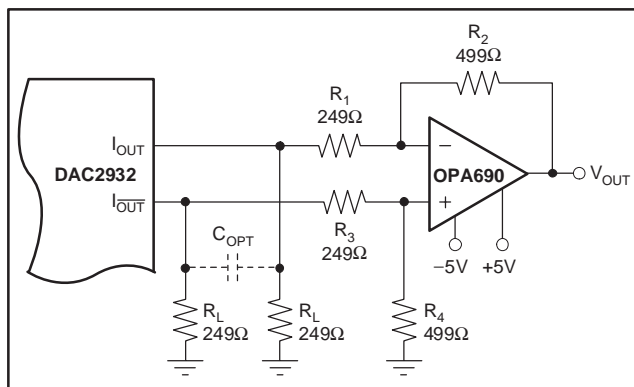 R2
499Ω
R1
249Ω
IOUT
DAC2932
OPA690
VOUT
IOUT
COPT
R3
249Ω
−
+
−5V
+5V
RL
249Ω
RL
249Ω
R4
499Ω